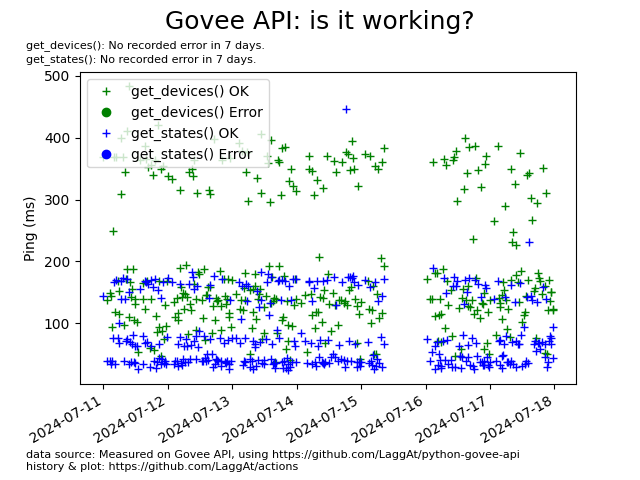 Govee API: is it working?
get_devices(): No recorded error in 7 days.
get_states(): No recorded error in 7 days.
500
400
300
200
100
Ping (ms)
get_devices() OK
get_devices() Error
get_states() OK
get_states() Error
2024-07-11
2024-07-12
2024-07-13
2024-07-14
2024-07-15
2024-07-16
2024-07-17
2024-07-18
data source: Measured on Govee API, using https://github.com/LaggAt/python-govee-api
history & plot: https://github.com/LaggAt/actions